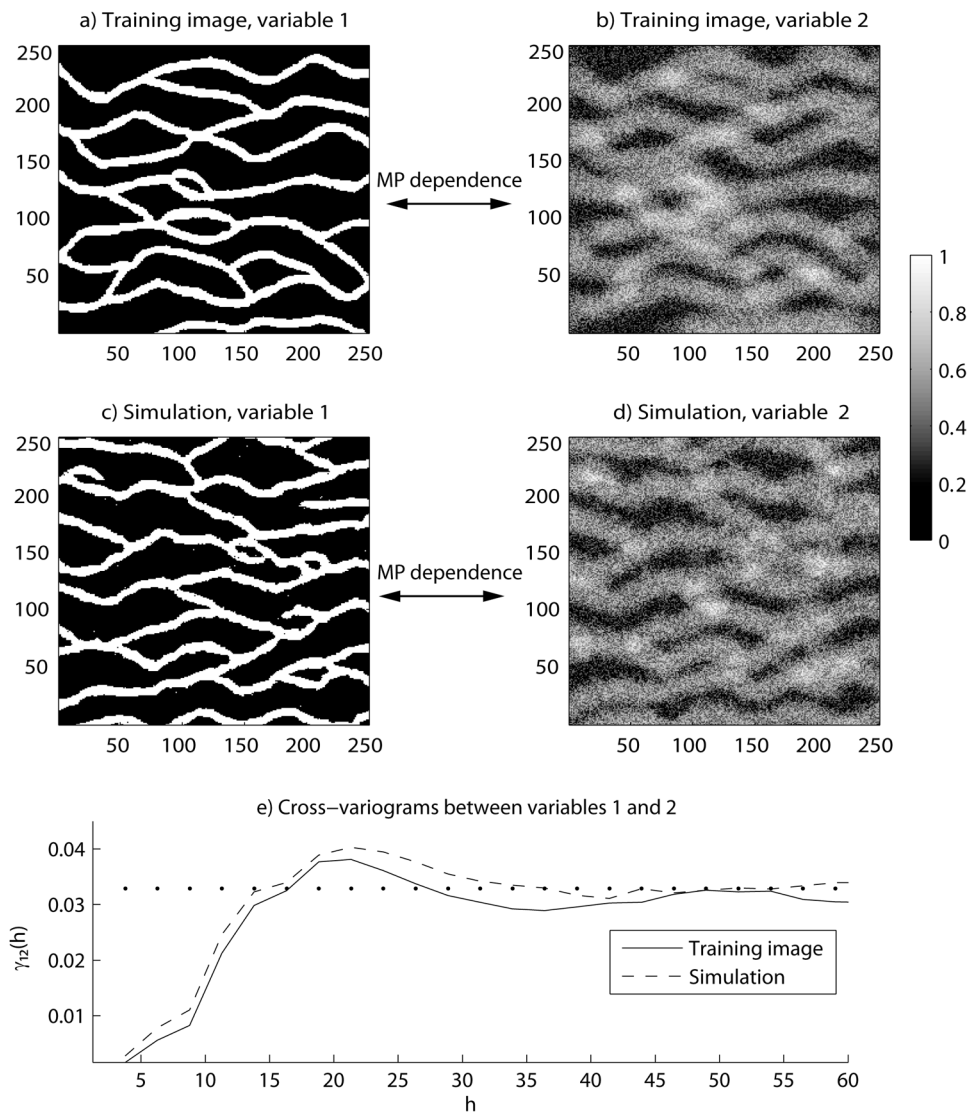 a) Training image, variable 1
b) Training image, variable 2
250
200
150
100
50
50 100 150 200 250
MP dependence
250
200
150
100
50
50 100 150 200 250
1
0.8
0.6
0.4
0.2
0
c) Simulation, variable 1
d) Simulation, variable 2
250
200
150
100
50
50 100 150 200 250
MP dependence
250
200
150
100
50
50 100 150 200 250
e) Cross−variograms between variables 1 and 2
0.04
0.03
0.02
0.01
γ₁₂(h)
Training image
Simulation
5 10 15 20 25 30 35 40 45 50 55 60
h